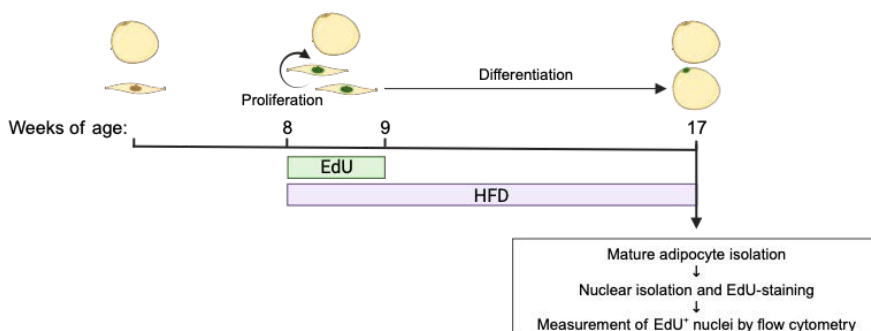 Differentiation
Proliferation
Weeks of age:
8
9
17
EdU
HFD
Mature adipocyte isolation
↓
Nuclear isolation and EdU-staining
↓
Measurement of EdU⁺ nuclei by flow cytometry